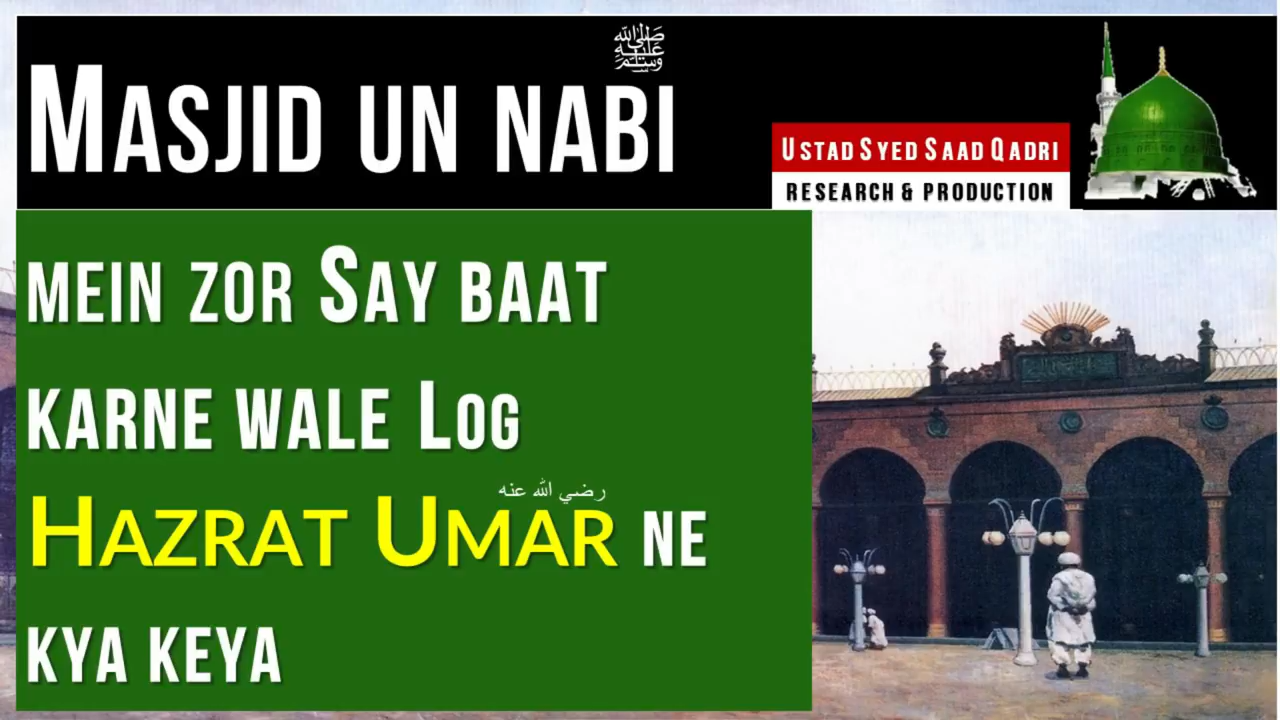 ﷺ
MASJID UN NABI
USTAD SYED SAAD QADRI
RESEARCH & PRODUCTION
MEIN ZOR SAY BAAT
KARNE WALE LOG
رضي الله عنه
HAZRAT UMAR NE
KYA KEYA